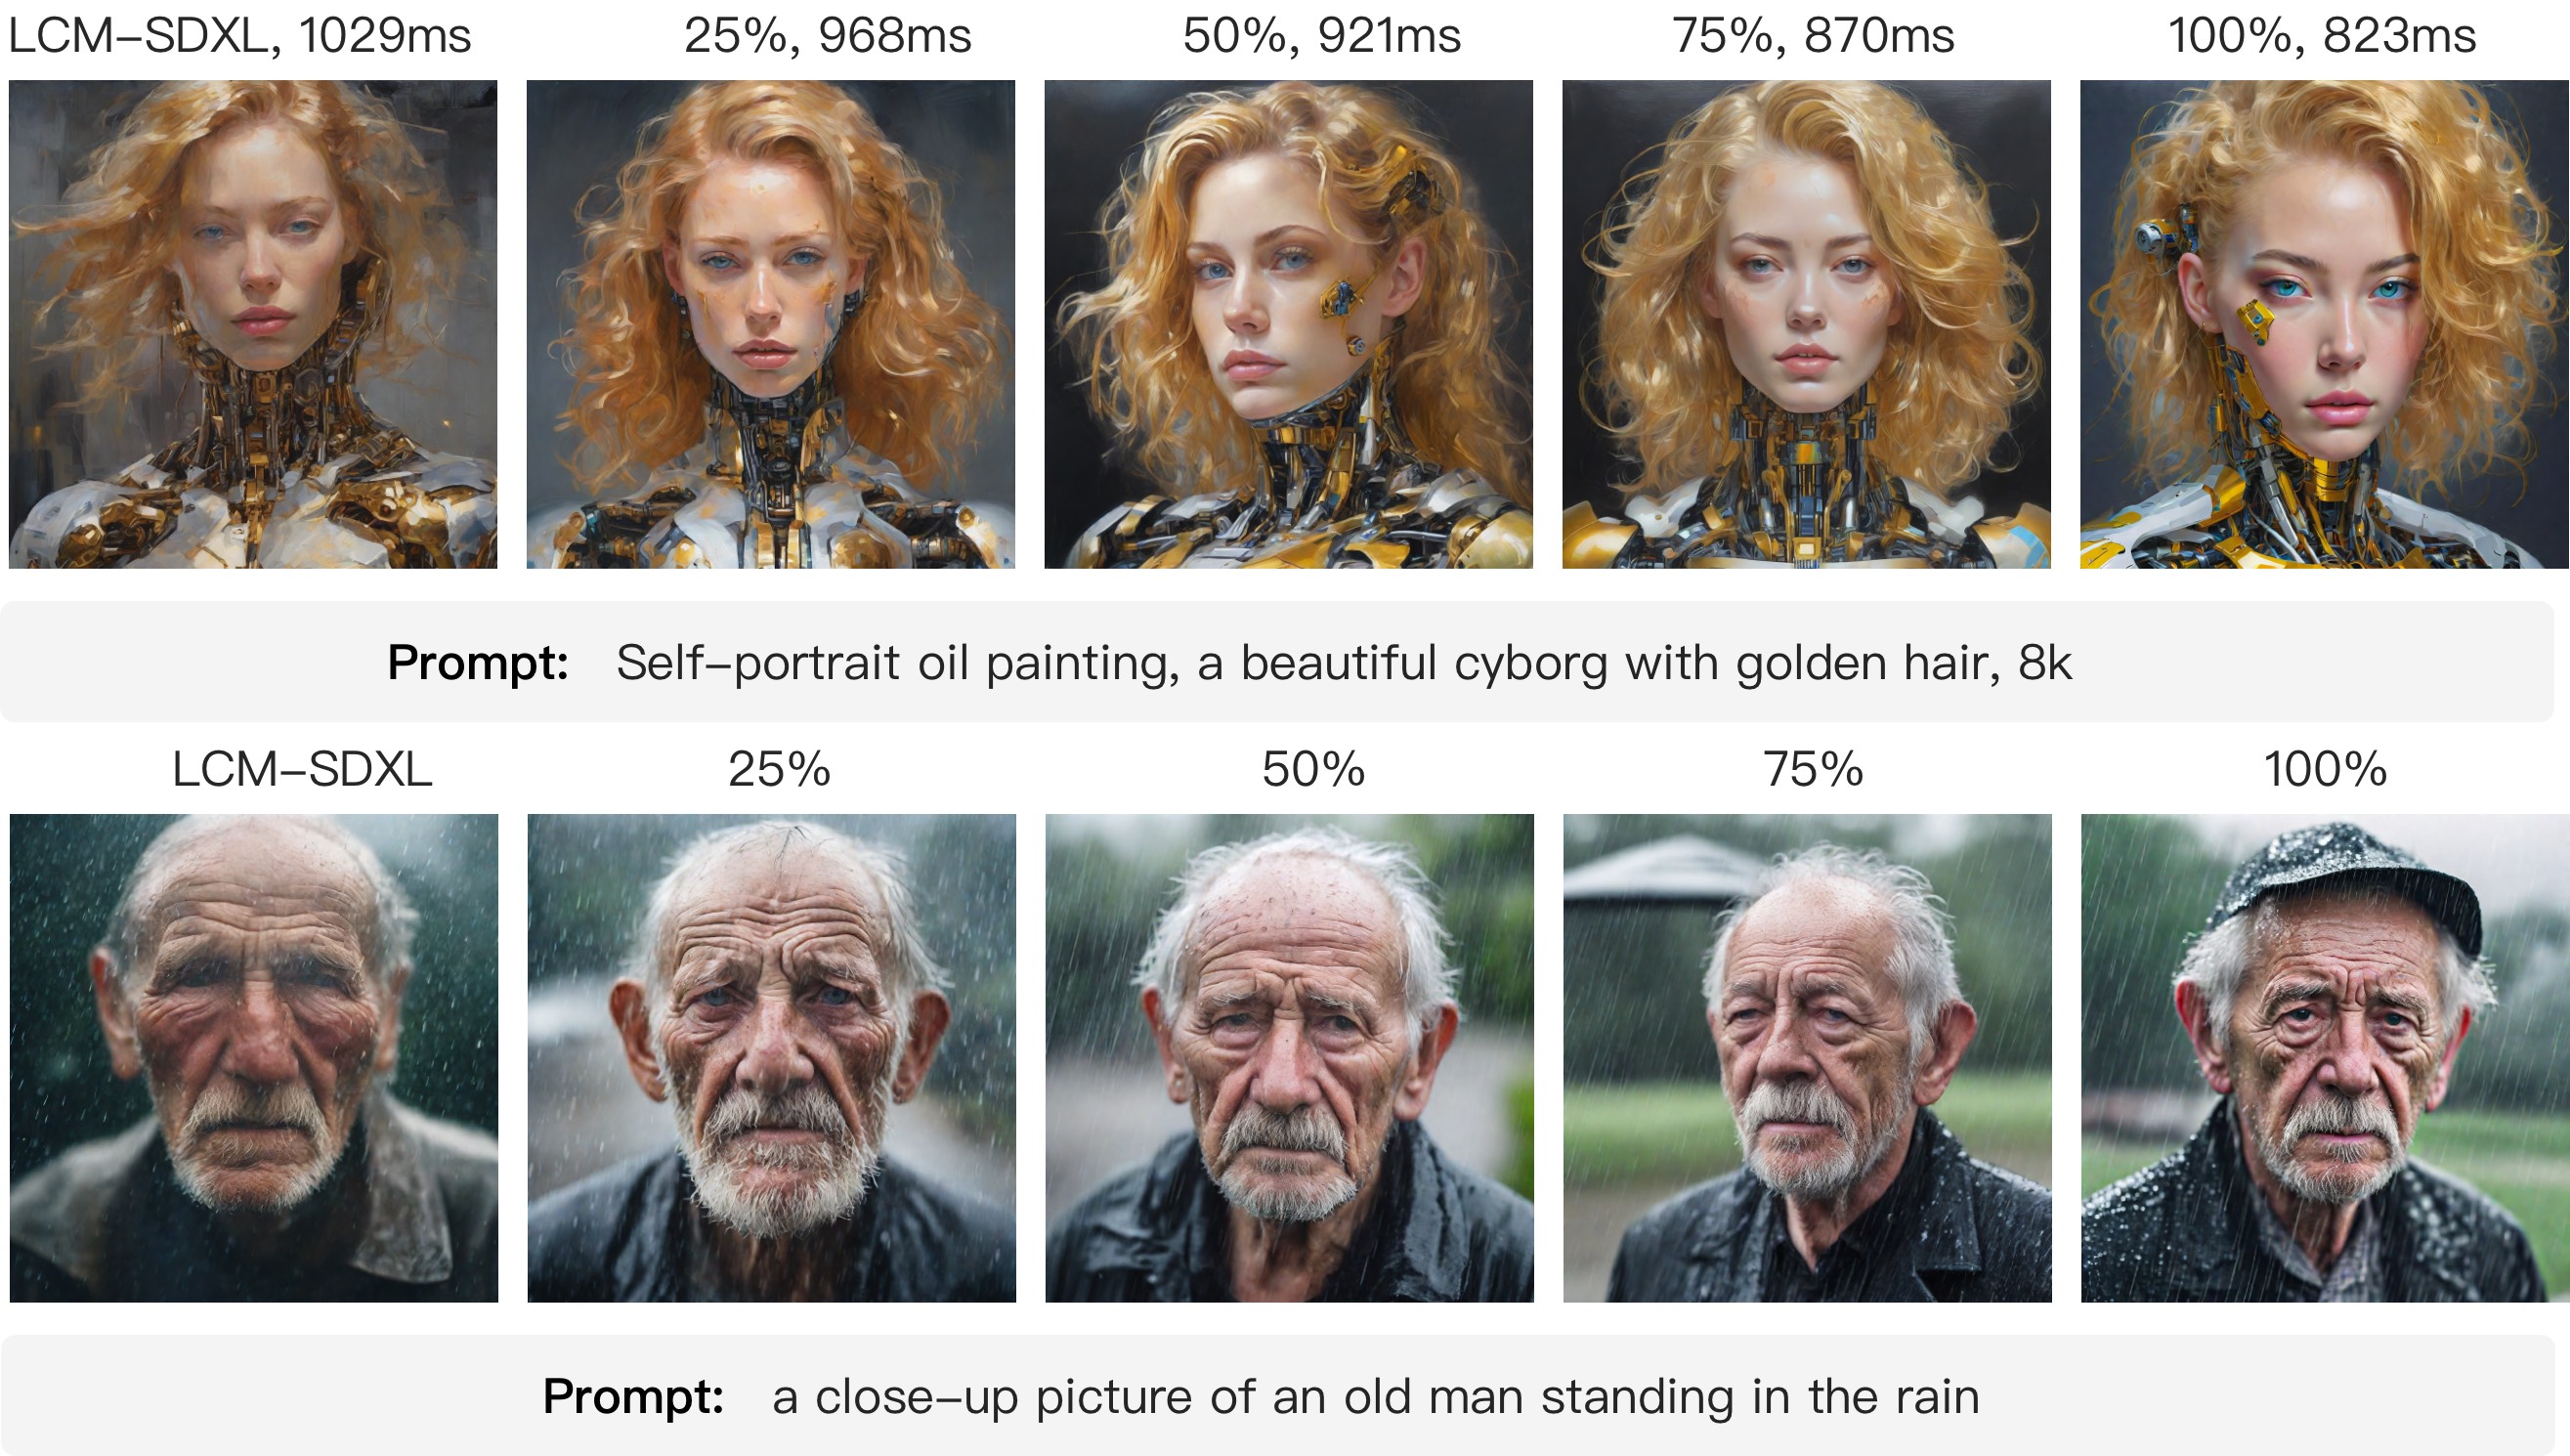 LCM–SDXL, 1029ms 25%, 968ms 50%, 921ms 75%, 870ms 100%, 823ms
Prompt: Self–portrait oil painting, a beautiful cyborg with golden hair, 8k
LCM–SDXL 25% 50% 75% 100%
Prompt: a close–up picture of an old man standing in the rain